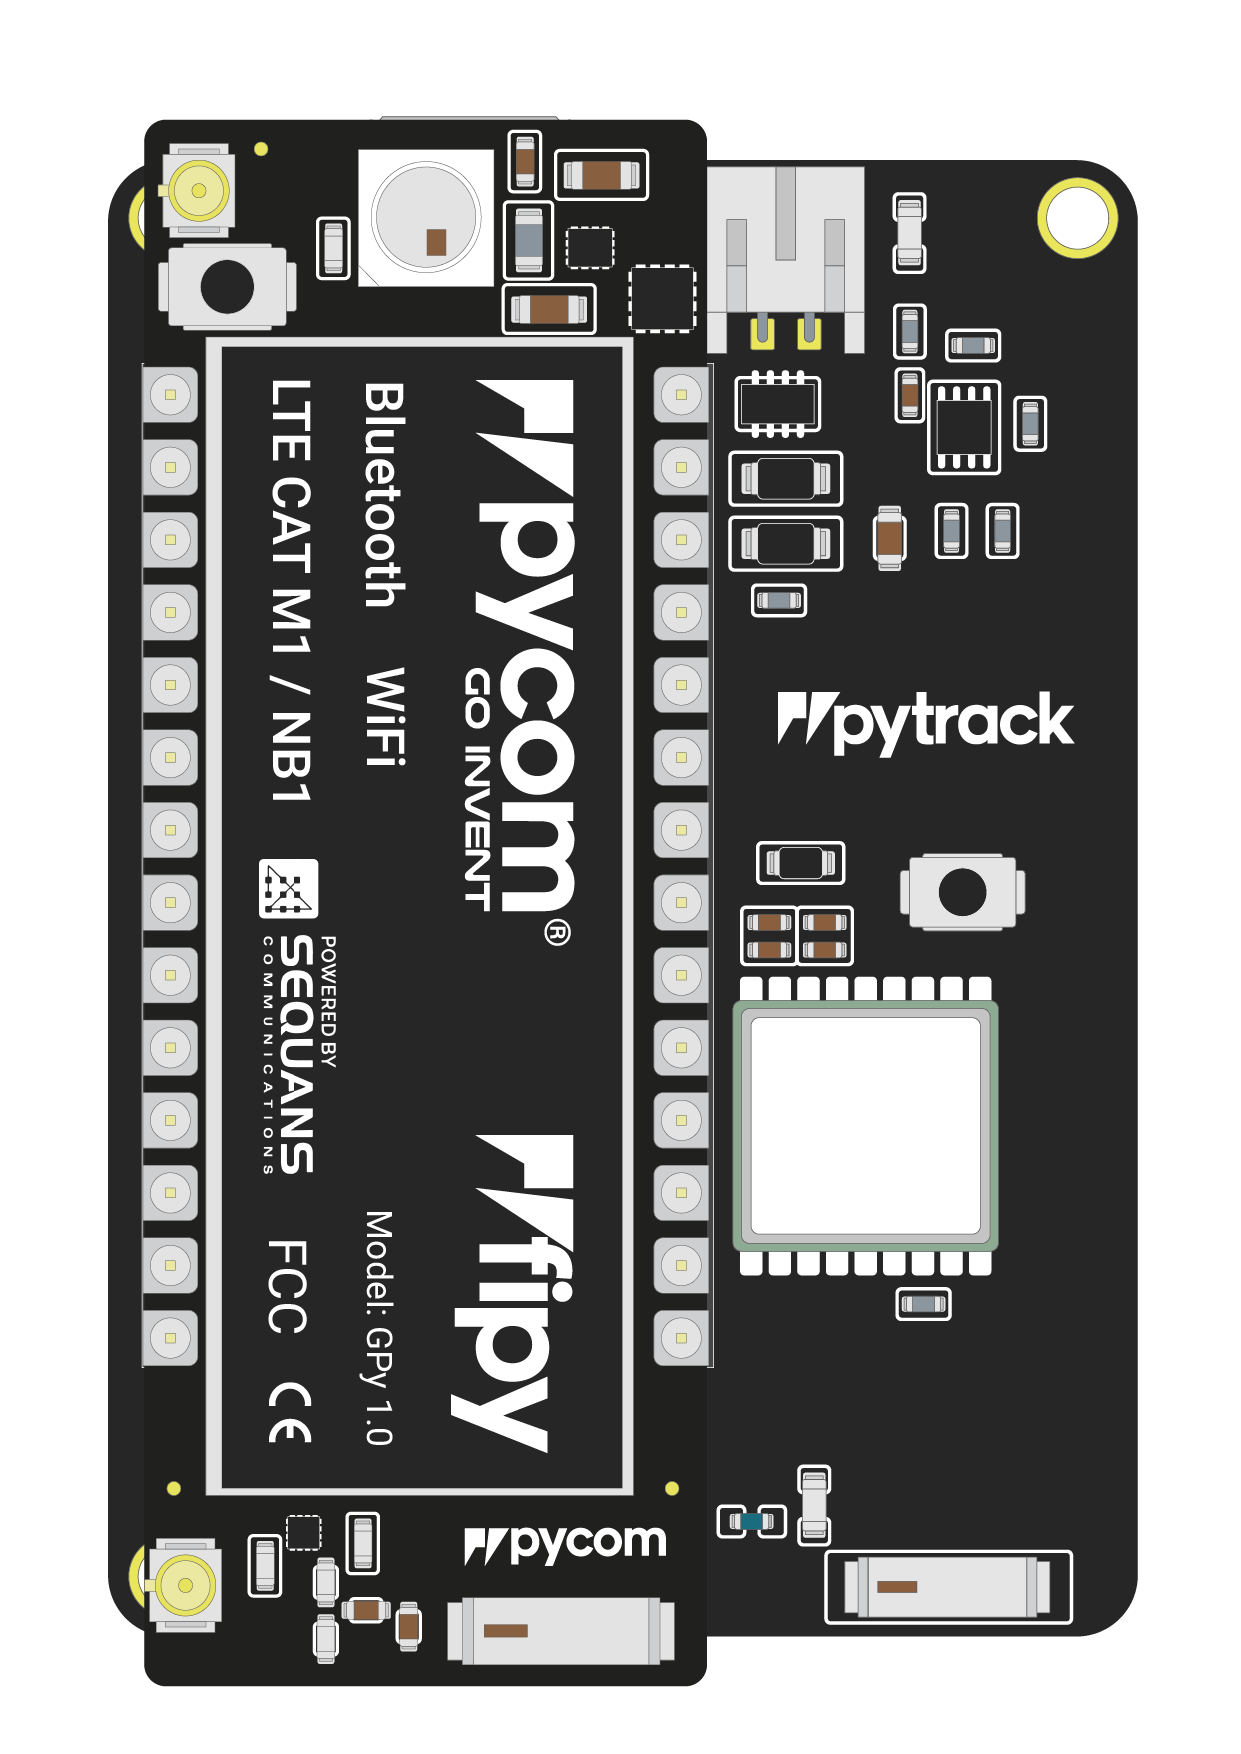 pycom®
GO INVENT
fipy
Bluetooth WiFi
Model: GPy 1.0
LTE CAT M1 / NB1
POWERED BY
SEQUANS
COMMUNICATIONS
FCC CE
pytrack
pycom